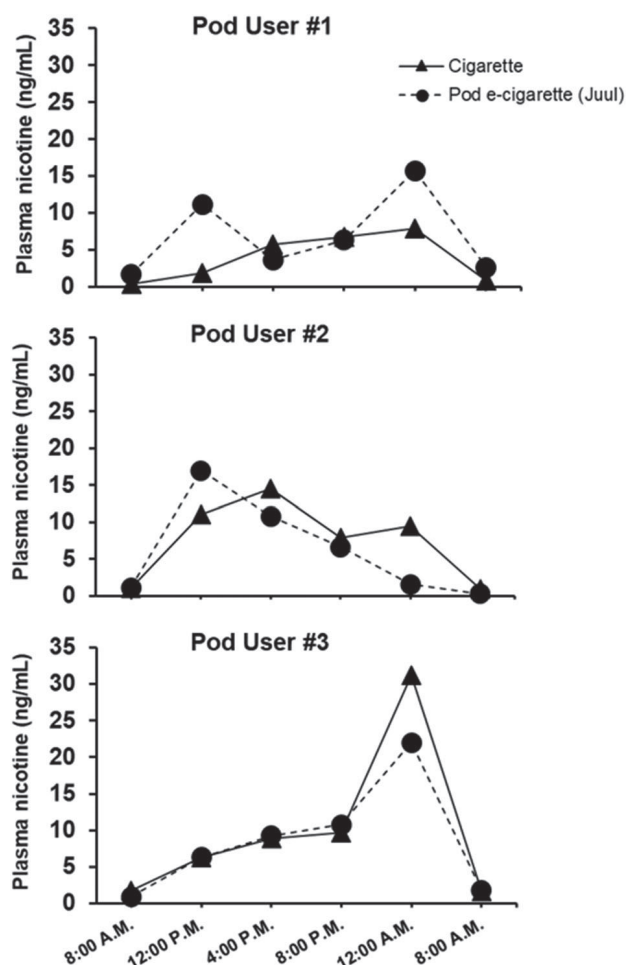 Pod User #1
Plasma nicotine (ng/mL)
35
30
25
20
15
10
5
0
Cigarette
Pod e-cigarette (Juul)
Pod User #2
Plasma nicotine (ng/mL)
35
30
25
20
15
10
5
0
Pod User #3
Plasma nicotine (ng/mL)
35
30
25
20
15
10
5
0
8:00 A.M.
12:00 P.M.
4:00 P.M.
8:00 P.M.
12:00 A.M.
8:00 A.M.